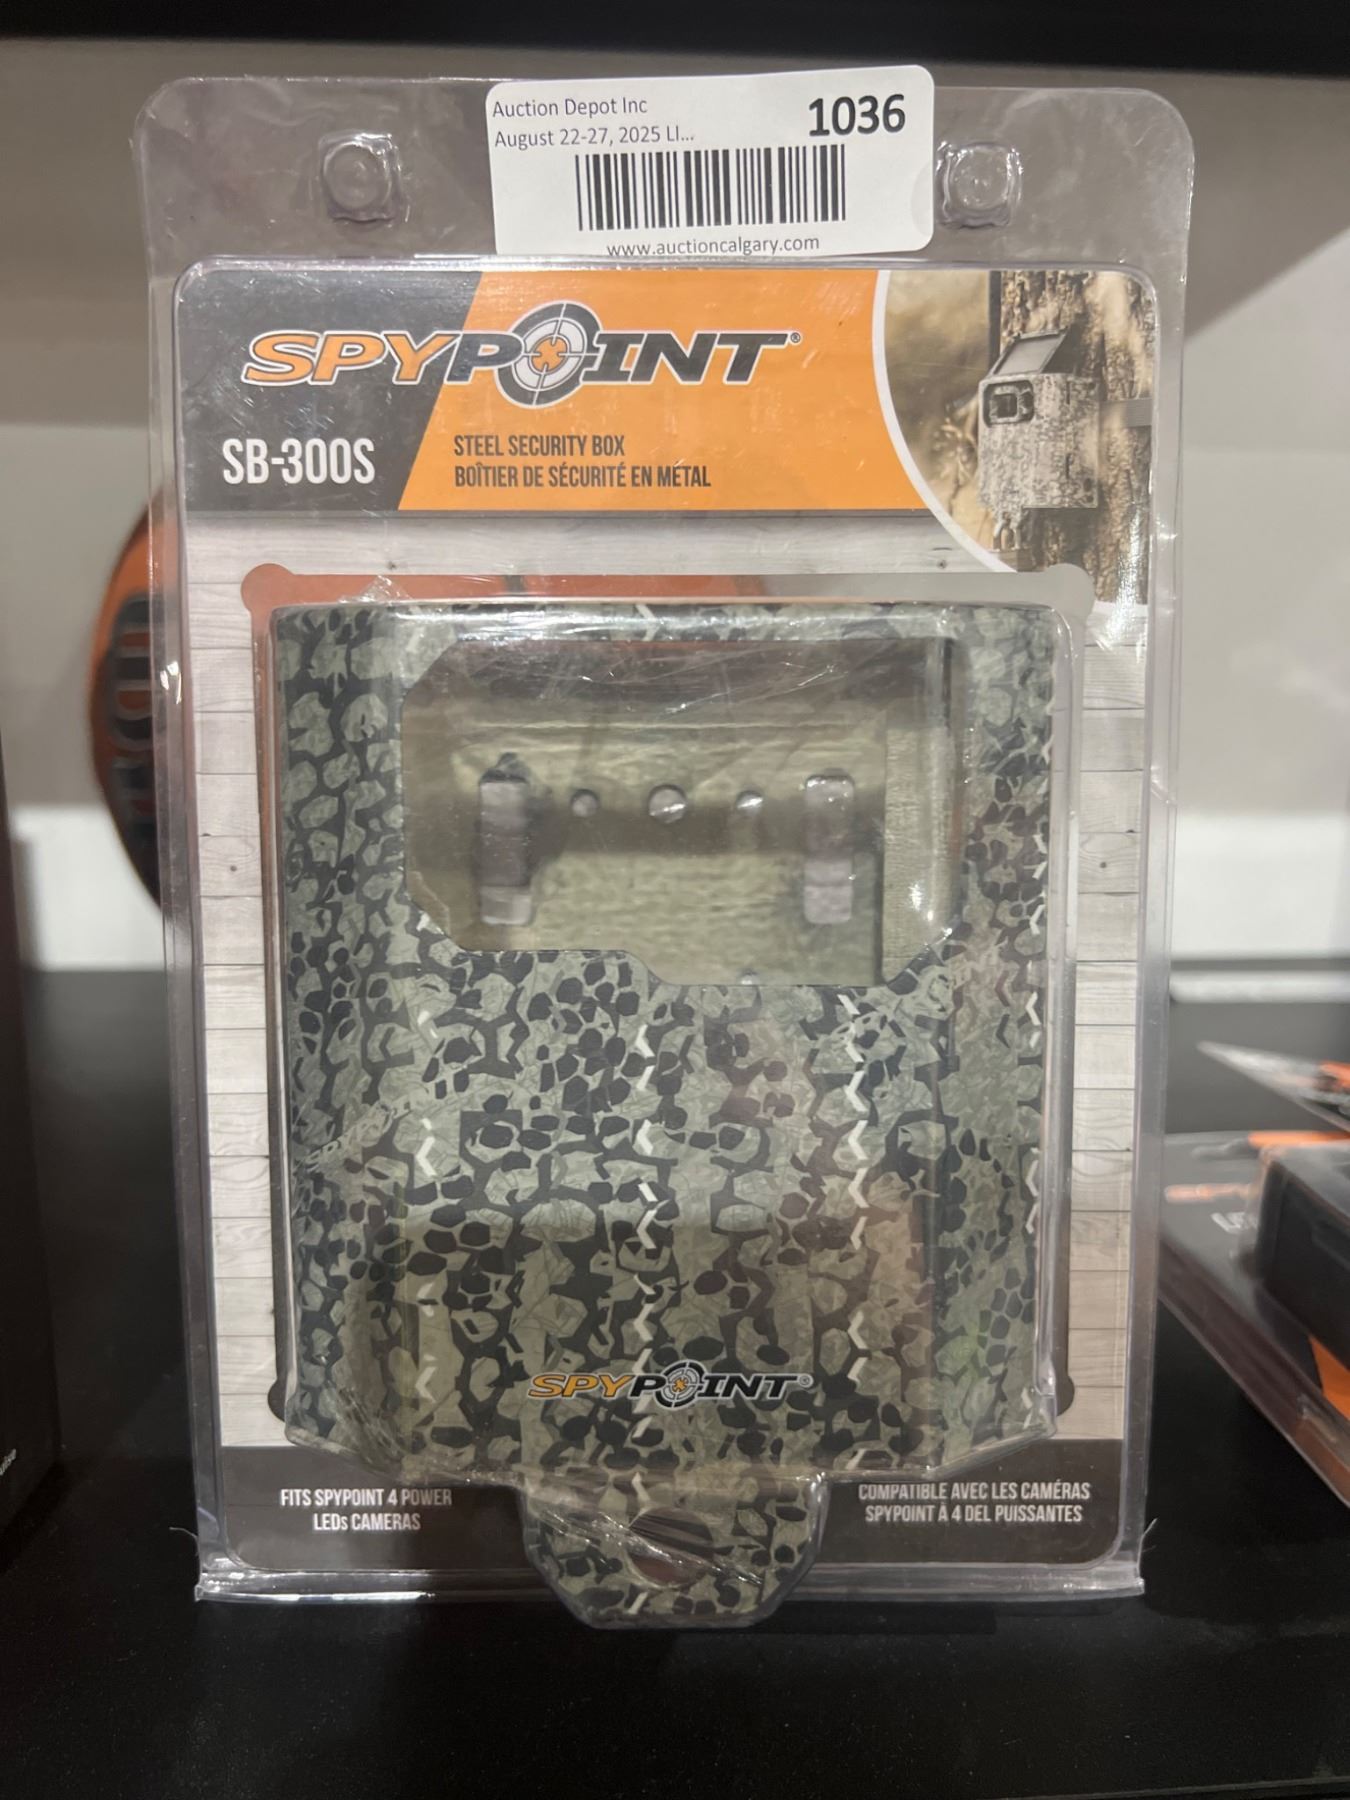 Auction Depot Inc
1036
August 22-27, 2025 LI...
www.auctioncalgary.com
SPYPOINT®
SB-300S
STEEL SECURITY BOX
BOÎTIER DE SÉCURITÉ EN MÉTAL
SPYPOINT®
FITS SPYPOINT 4 POWER
LEDs CAMERAS
COMPATIBLE AVEC LES CAMÉRAS
SPYPOINT À 4 DEL PUISSANTES